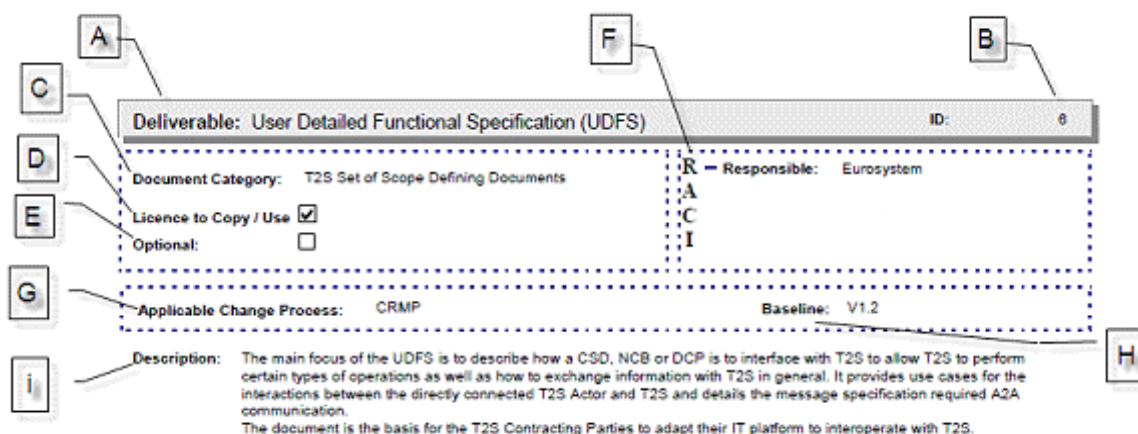 A
F
B
C
Deliverable: User Detailed Functional Specification (UDFS) ID: 6
D
Document Category: T2S Set of Scope Defining Documents
R – Responsible: Eurosystem
A
E
Licence to Copy / Use
C
Optional:
I
G
Applicable Change Process: CRMP Baseline: V1.2
H
i
Description: The main focus of the UDFS is to describe how a CSD, NCB or DCP is to interface with T2S to allow T2S to perform
certain types of operations as well as how to exchange information with T2S in general. It provides use cases for the
interactions between the directly connected T2S Actor and T2S and details the message specification required A2A
communication.
The document is the basis for the T2S Contracting Parties to adapt their IT platform to interoperate with T2S.